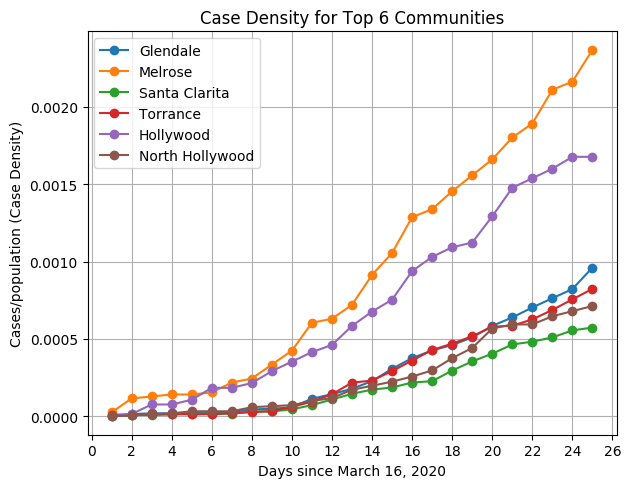 Case Density for Top 6 Communities
Glendale
Melrose
Santa Clarita
Torrance
Hollywood
North Hollywood
Cases/population (Case Density)
0.0020
0.0015
0.0010
0.0005
0.0000
0 2 4 6 8 10 12 14 16 18 20 22 24 26
Days since March 16, 2020